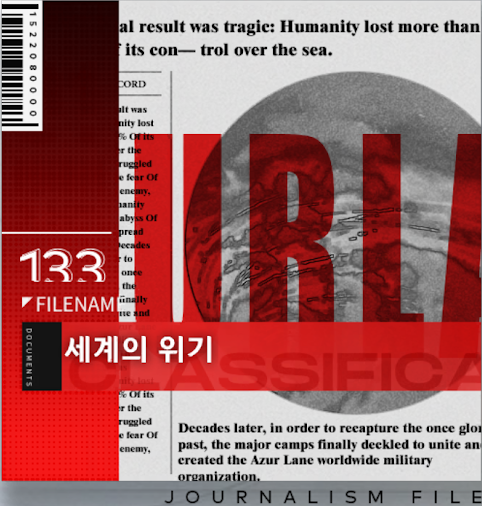 al result was tragic: Humanity lost more than
its con— trol over the sea.
15220800001
CORD
ult was
nity lost
% Of its
er the
ruggled
e fear Of
enemy,
manity
abyss Of
pread
Decades
r to
once
the
finally
ute and
133
FILENAM
DOCUMENTS
세계의 위기
CLASSIFICA
% Of its
er the
ruggled
e fear Of
enemy,
Decades later, in order to recapture the once glor
past, the major camps finally deckled to unite an
created the Azur Lane worldwide military
organization.
JOURNALISM FILE